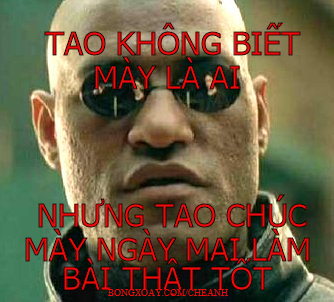 TAO KHÔNG BIẾT
MÀY LÀ AI
NHƯNG TAO CHÚC
MÀY NGÀY MAI LÀM
BÀI THẬT TỐT
BONGXOAY.COM/CHEANH